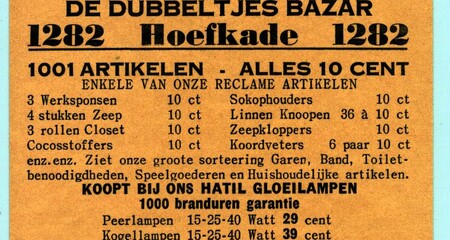 DE DUBBELTJES BAZAR
1282 Hoefkade 1282
1001 ARTIKELEN - ALLES 10 CENT
ENKELE VAN ONZE RECLAME ARTIKELEN
3 Werksponsen 10 ct Sokophouders 10 ct
4 stukken Zeep 10 ct Linnen Knoopen 36 à 10 ct
3 rollen Closet 10 ct Zeepkloppers 10 ct
Cocosstoffers 10 ct Koordveters 6 paar 10 ct
enz.enz. Ziet onze groote sorteering Garen, Band, Toilet-
benoodigdheden, Speelgoederen en Huishoudelijke artikelen.
KOOPT BIJ ONS HATIL GLOEILAMPEN
1000 branduren garantie
Peerlampen 15-25-40 Watt 29 cent
Kogellampen 15-25-40 Watt 39 cent